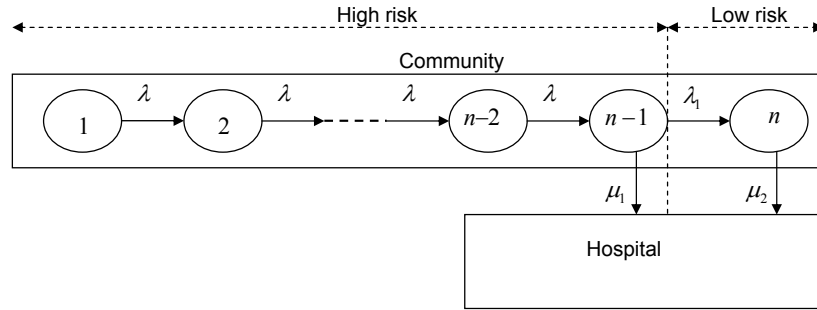 High risk Low risk
Community
λ λ λ λ λ₁
1 2 n–2 n–1 n
μ₁ μ₂
Hospital